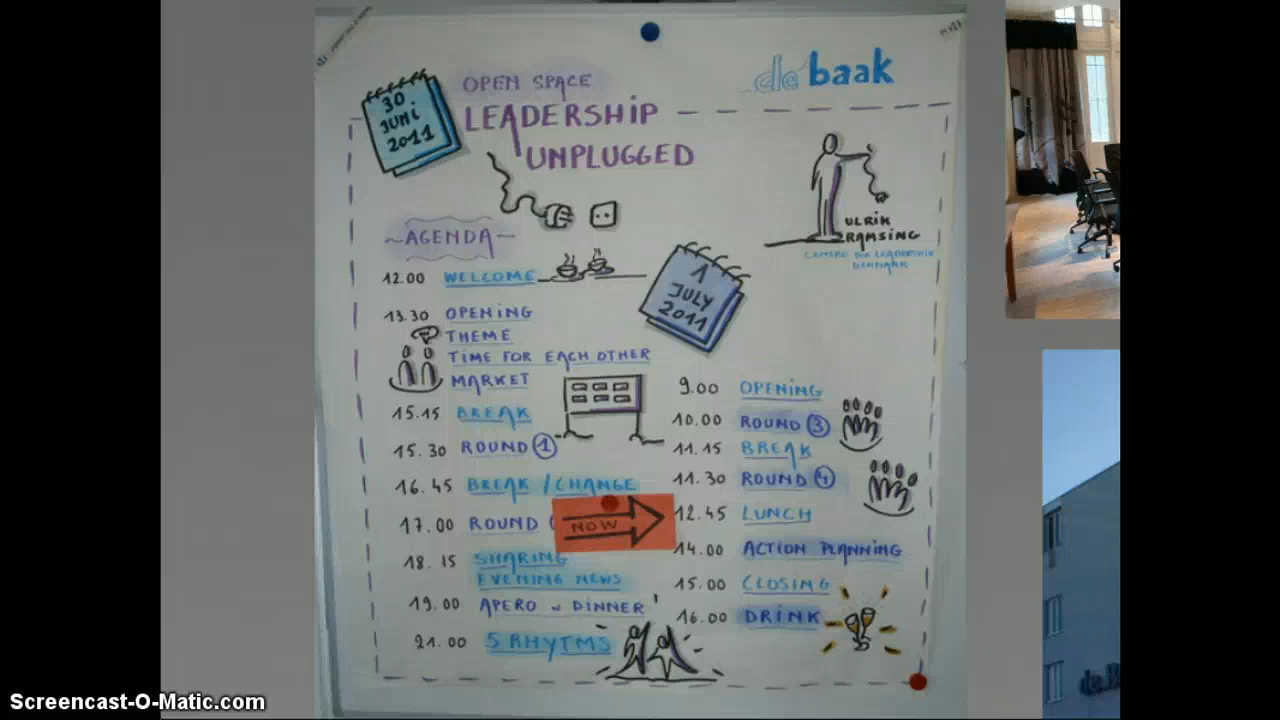 OPEN SPACE
LEADERSHIP
UNPLUGGED
de baak
30
JUNI
2011
ULRIK
RAMSING
CENTRE FOR LEADERSHIP
DENMARK
~AGENDA~
12.00 WELCOME
13.30 OPENING
THEME
TIME FOR EACH OTHER
MARKET
15.15 BREAK
15.30 ROUND 1
16.45 BREAK / CHANGE
17.00 ROUND
18.15 SHARING
EVENING NEWS
19.00 APERO DINNER
21.00 5 RHYTMS
NOW
1
JULY
2011
9.00 OPENING
10.00 ROUND 3
11.15 BREAK
11.30 ROUND 4
12.45 LUNCH
14.00 ACTION PLANNING
15.00 CLOSING
16.00 DRINK
Screencast-O-Matic.com